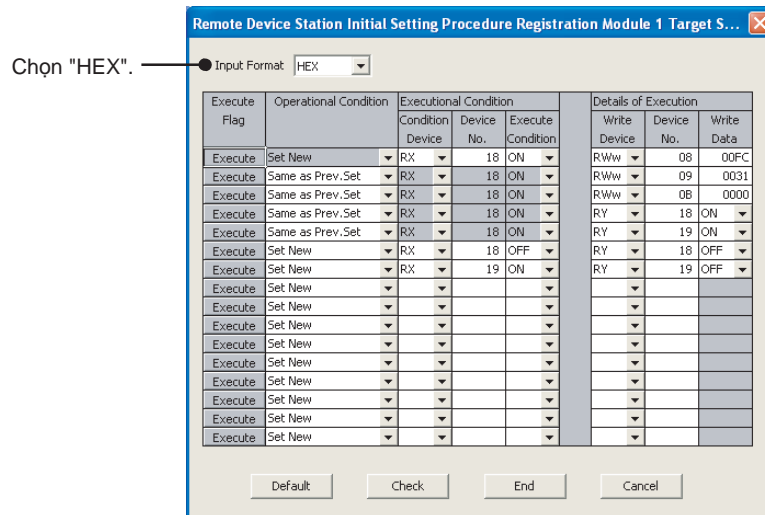 Remote Device Station Initial Setting Procedure Registration Module 1 Target S...
Chọn "HEX".
Input Format HEX
Execute Flag Operational Condition Executional Condition Details of Execution
Condition Device Device No. Execute Condition Write Device Device No. Write Data
Execute Set New RX 18 ON RWw 08 00FC
Execute Same as Prev.Set RX 18 ON RWw 09 0031
Execute Same as Prev.Set RX 18 ON RWw 0B 0000
Execute Same as Prev.Set RX 18 ON RY 18 ON
Execute Same as Prev.Set RX 18 ON RY 19 ON
Execute Set New RX 18 OFF RY 18 OFF
Execute Set New RX 19 ON RY 19 OFF
Execute Set New
Execute Set New
Execute Set New
Execute Set New
Execute Set New
Execute Set New
Execute Set New
Execute Set New
Execute Set New
Default Check End Cancel